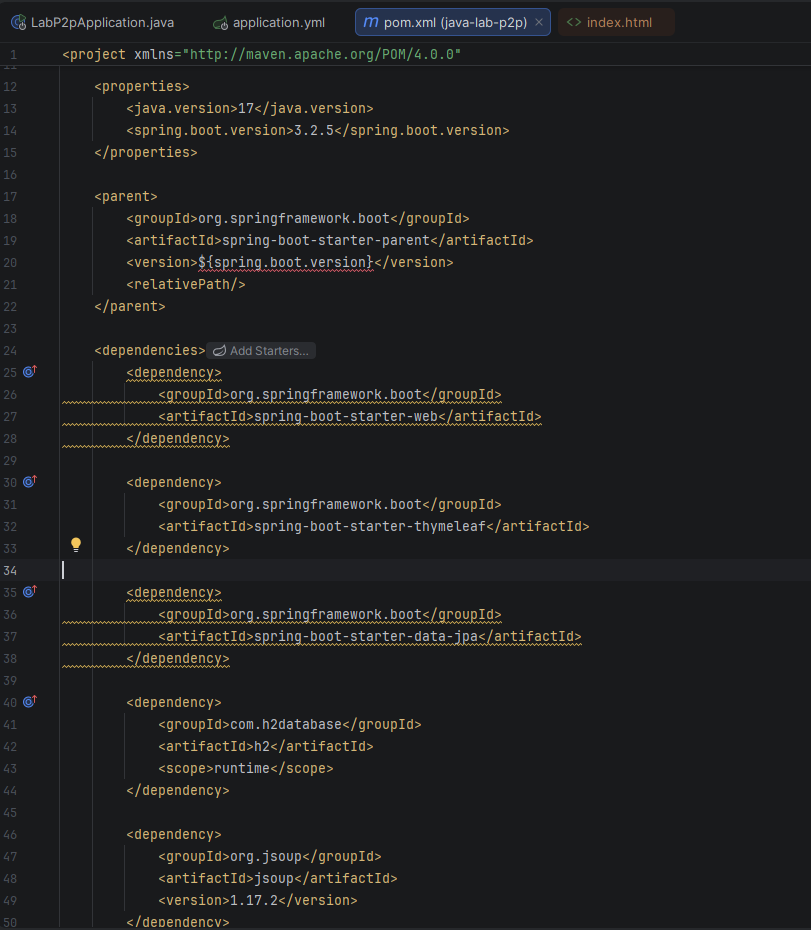 LabP2pApplication.java application.yml pom.xml (java-lab-p2p) index.html
1 <project xmlns="http://maven.apache.org/POM/4.0.0"
11
12 <properties>
13 <java.version>17</java.version>
14 <spring.boot.version>3.2.5</spring.boot.version>
15 </properties>
16
17 <parent>
18 <groupId>org.springframework.boot</groupId>
19 <artifactId>spring-boot-starter-parent</artifactId>
20 <version>${spring.boot.version}</version>
21 <relativePath/>
22 </parent>
23
24 <dependencies> Add Starters...
25 <dependency>
26 <groupId>org.springframework.boot</groupId>
27 <artifactId>spring-boot-starter-web</artifactId>
28 </dependency>
29
30 <dependency>
31 <groupId>org.springframework.boot</groupId>
32 <artifactId>spring-boot-starter-thymeleaf</artifactId>
33 </dependency>
34
35 <dependency>
36 <groupId>org.springframework.boot</groupId>
37 <artifactId>spring-boot-starter-data-jpa</artifactId>
38 </dependency>
39
40 <dependency>
41 <groupId>com.h2database</groupId>
42 <artifactId>h2</artifactId>
43 <scope>runtime</scope>
44 </dependency>
45
46 <dependency>
47 <groupId>org.jsoup</groupId>
48 <artifactId>jsoup</artifactId>
49 <version>1.17.2</version>
50 </dependency>